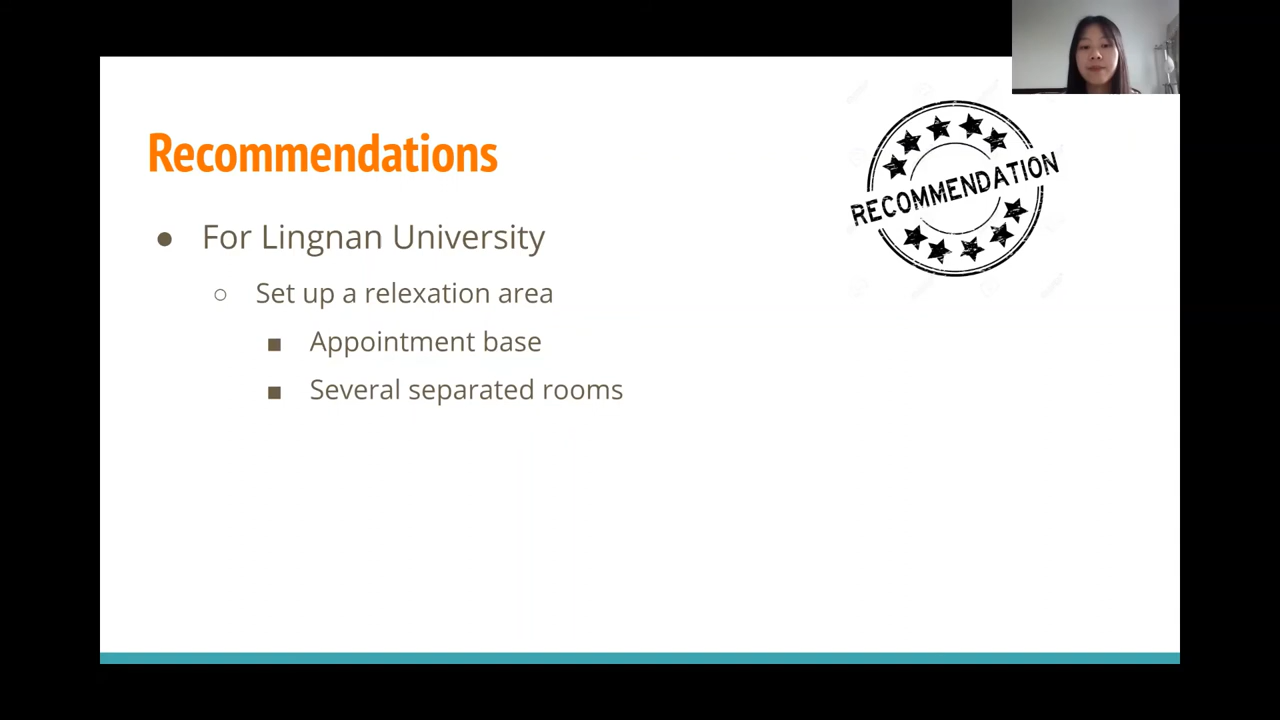 Recommendations
RECOMMENDATION
● For Lingnan University
○ Set up a relexation area
■ Appointment base
■ Several separated rooms